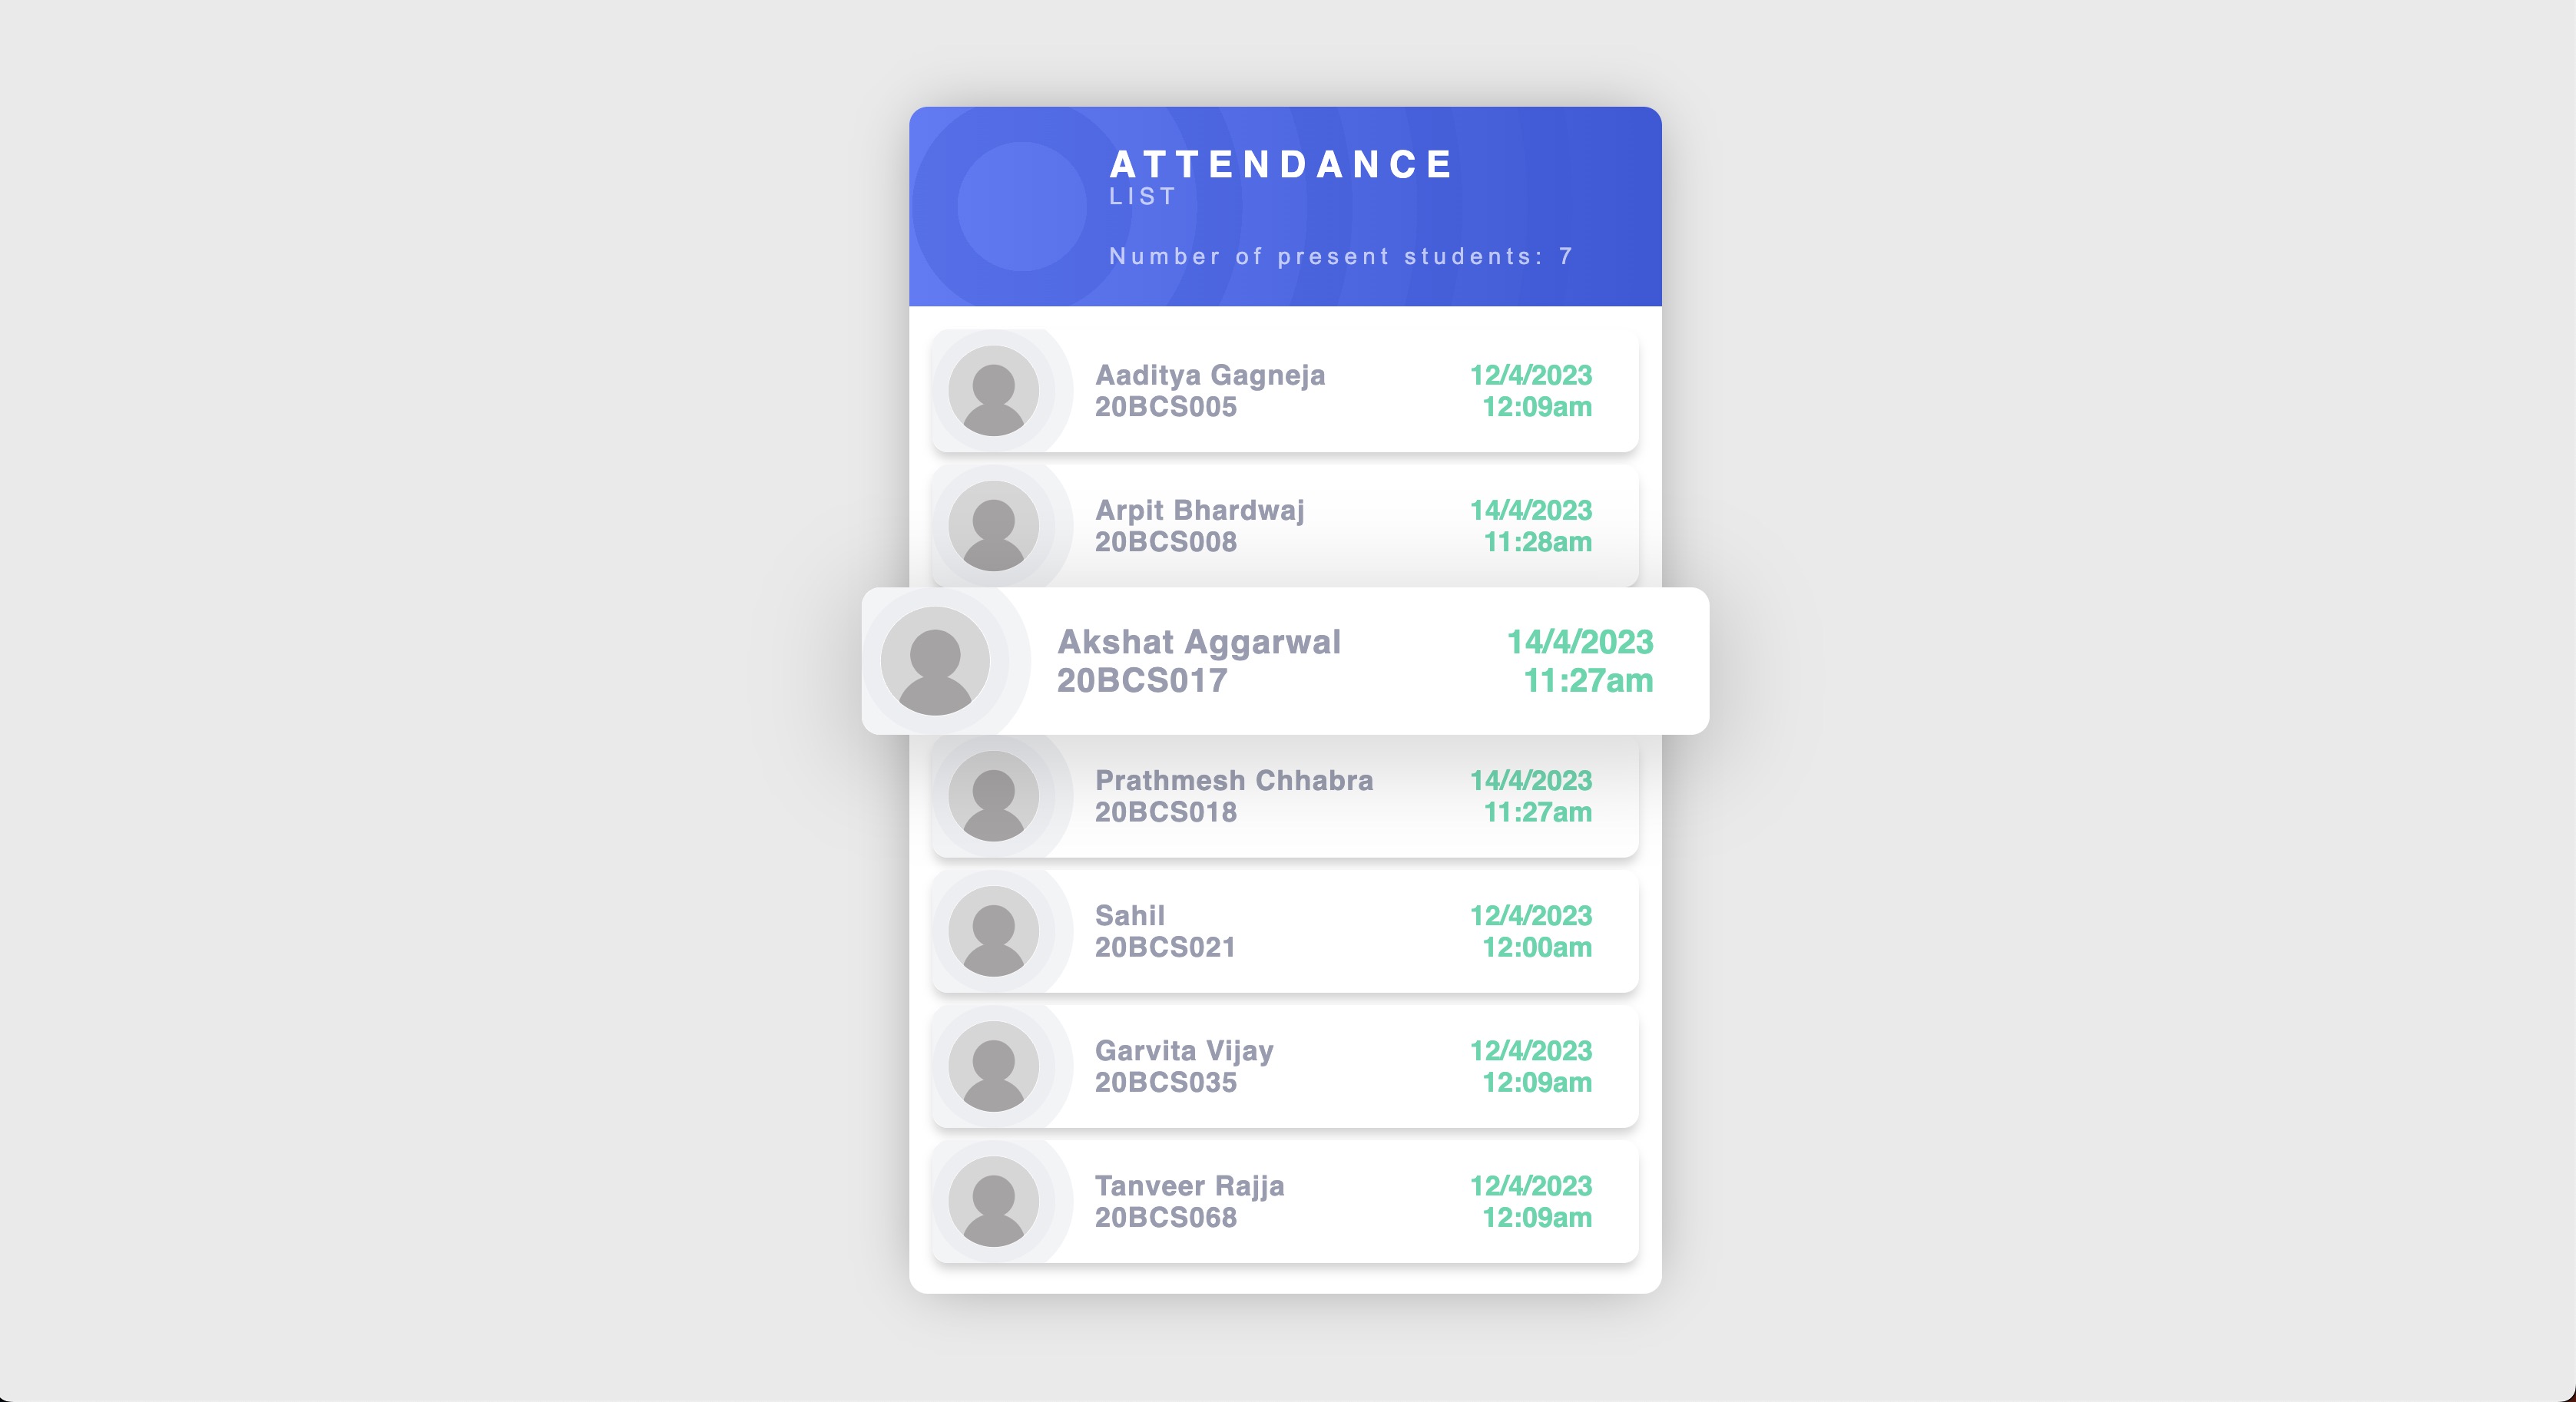 ATTENDANCE
LIST
Number of present students: 7
Aaditya Gagneja 12/4/2023
20BCS005 12:09am
Arpit Bhardwaj 14/4/2023
20BCS008 11:28am
Akshat Aggarwal 14/4/2023
20BCS017 11:27am
Prathmesh Chhabra 14/4/2023
20BCS018 11:27am
Sahil 12/4/2023
20BCS021 12:00am
Garvita Vijay 12/4/2023
20BCS035 12:09am
Tanveer Rajja 12/4/2023
20BCS068 12:09am